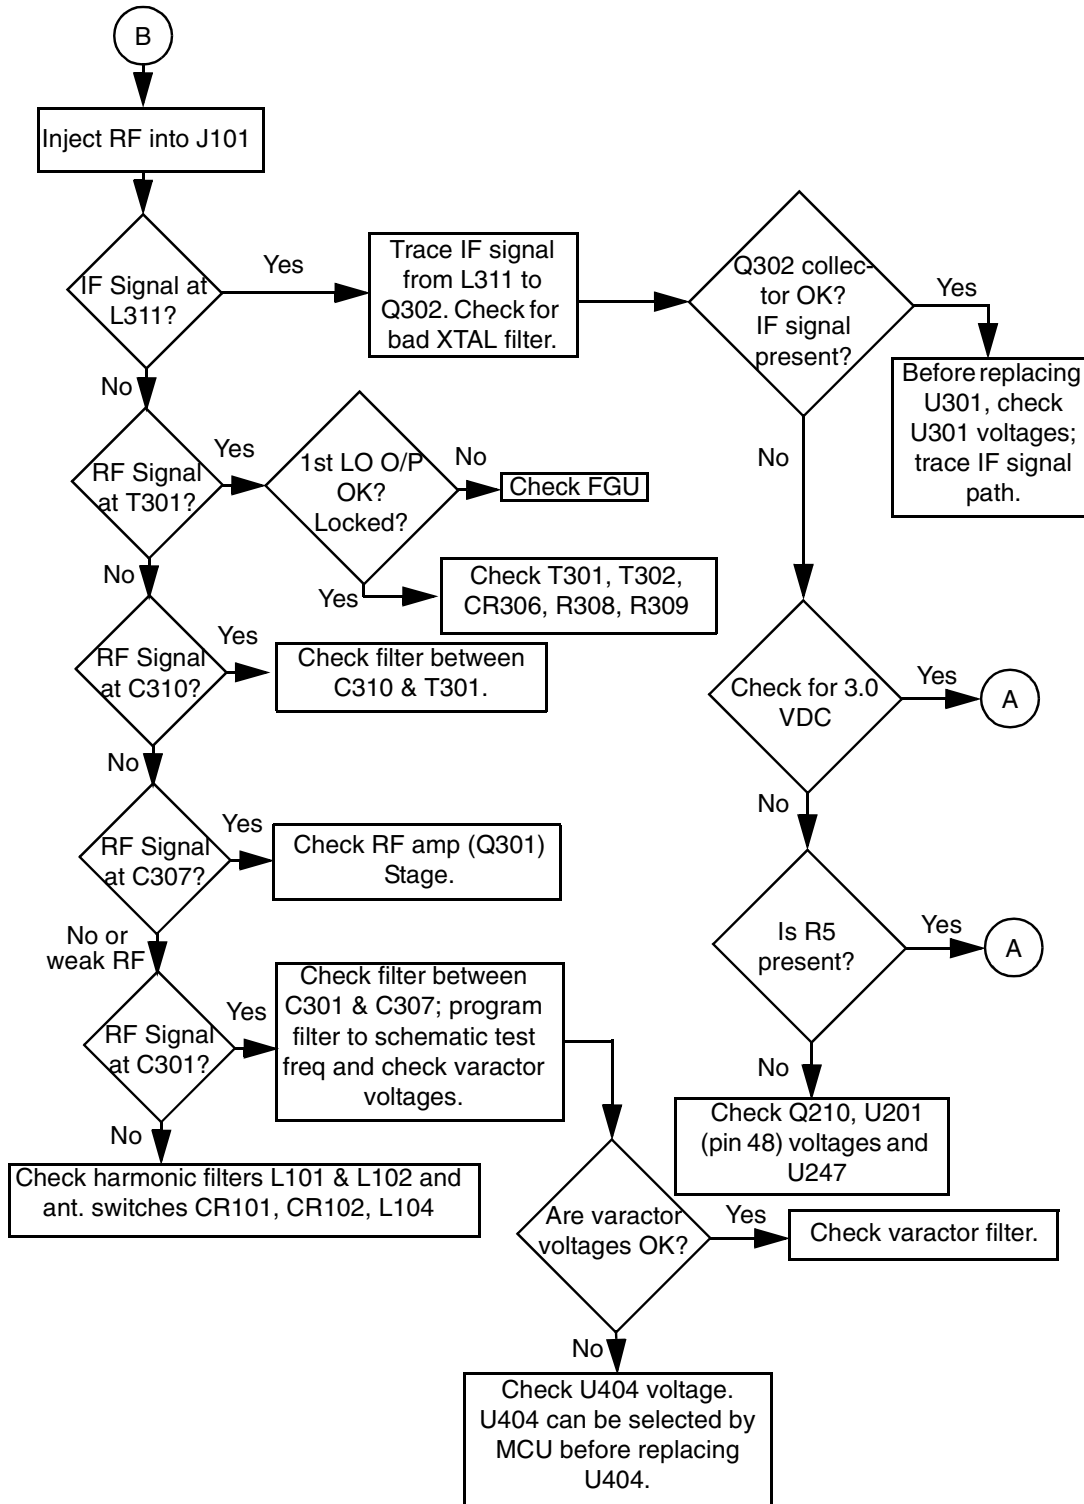 B
Inject RF into J101
IF Signal at
L311?
Yes
Trace IF signal
from L311 to
Q302. Check for
bad XTAL filter.
Q302 collec-
tor OK?
IF signal
present?
Yes
Before replacing
U301, check
U301 voltages;
trace IF signal
path.
No
No
RF Signal
at T301?
Yes
1st LO O/P
OK?
Locked?
No
Check FGU
Yes
Check T301, T302,
CR306, R308, R309
No
RF Signal
at C310?
Yes
Check filter between
C310 & T301.
Check for 3.0
VDC
Yes
A
No
No
RF Signal
at C307?
Yes
Check RF amp (Q301)
Stage.
Is R5
present?
Yes
A
No or
weak RF
RF Signal
at C301?
Yes
Check filter between
C301 & C307; program
filter to schematic test
freq and check varactor
voltages.
No
Check Q210, U201
(pin 48) voltages and
U247
No
Check harmonic filters L101 & L102 and
ant. switches CR101, CR102, L104
Are varactor
voltages OK?
Yes
Check varactor filter.
No
Check U404 voltage.
U404 can be selected by
MCU before replacing
U404.